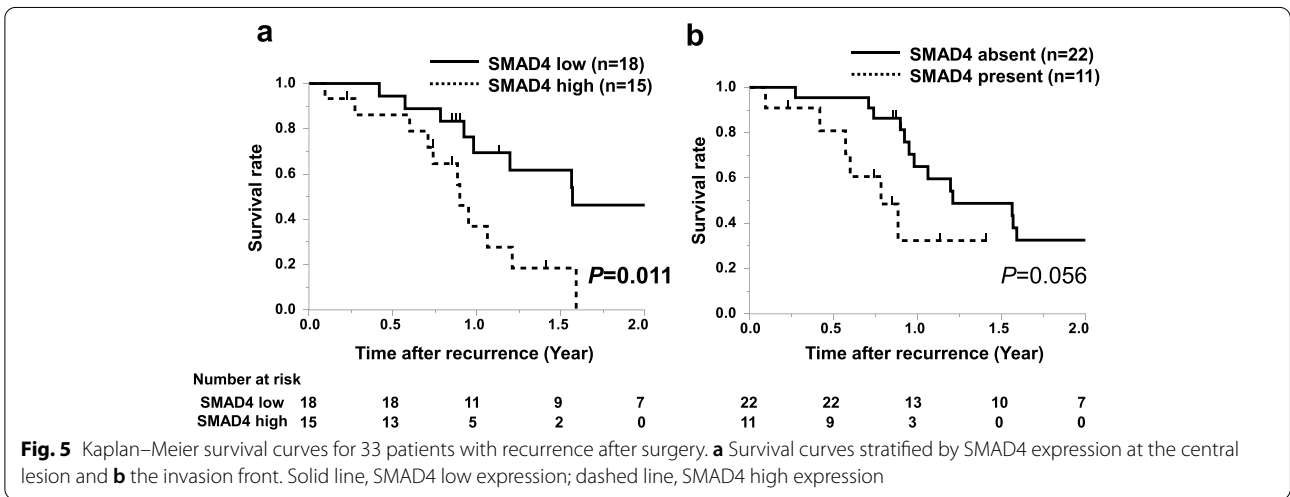 a
SMAD4 low (n=18)
SMAD4 high (n=15)
1.0
0.8
0.6
0.4
0.2
0.0
Survival rate
P=0.011
0.0 0.5 1.0 1.5 2.0
Time after recurrence (Year)
b
SMAD4 absent (n=22)
SMAD4 present (n=11)
1.0
0.8
0.6
0.4
0.2
0.0
Survival rate
P=0.056
0.0 0.5 1.0 1.5 2.0
Time after recurrence (Year)
Number at risk
SMAD4 low 18 18 11 9 7 22 22 13 10 7
SMAD4 high 15 13 5 2 0 11 9 3 0 0
Fig. 5 Kaplan–Meier survival curves for 33 patients with recurrence after surgery. a Survival curves stratified by SMAD4 expression at the central
lesion and b the invasion front. Solid line, SMAD4 low expression; dashed line, SMAD4 high expression